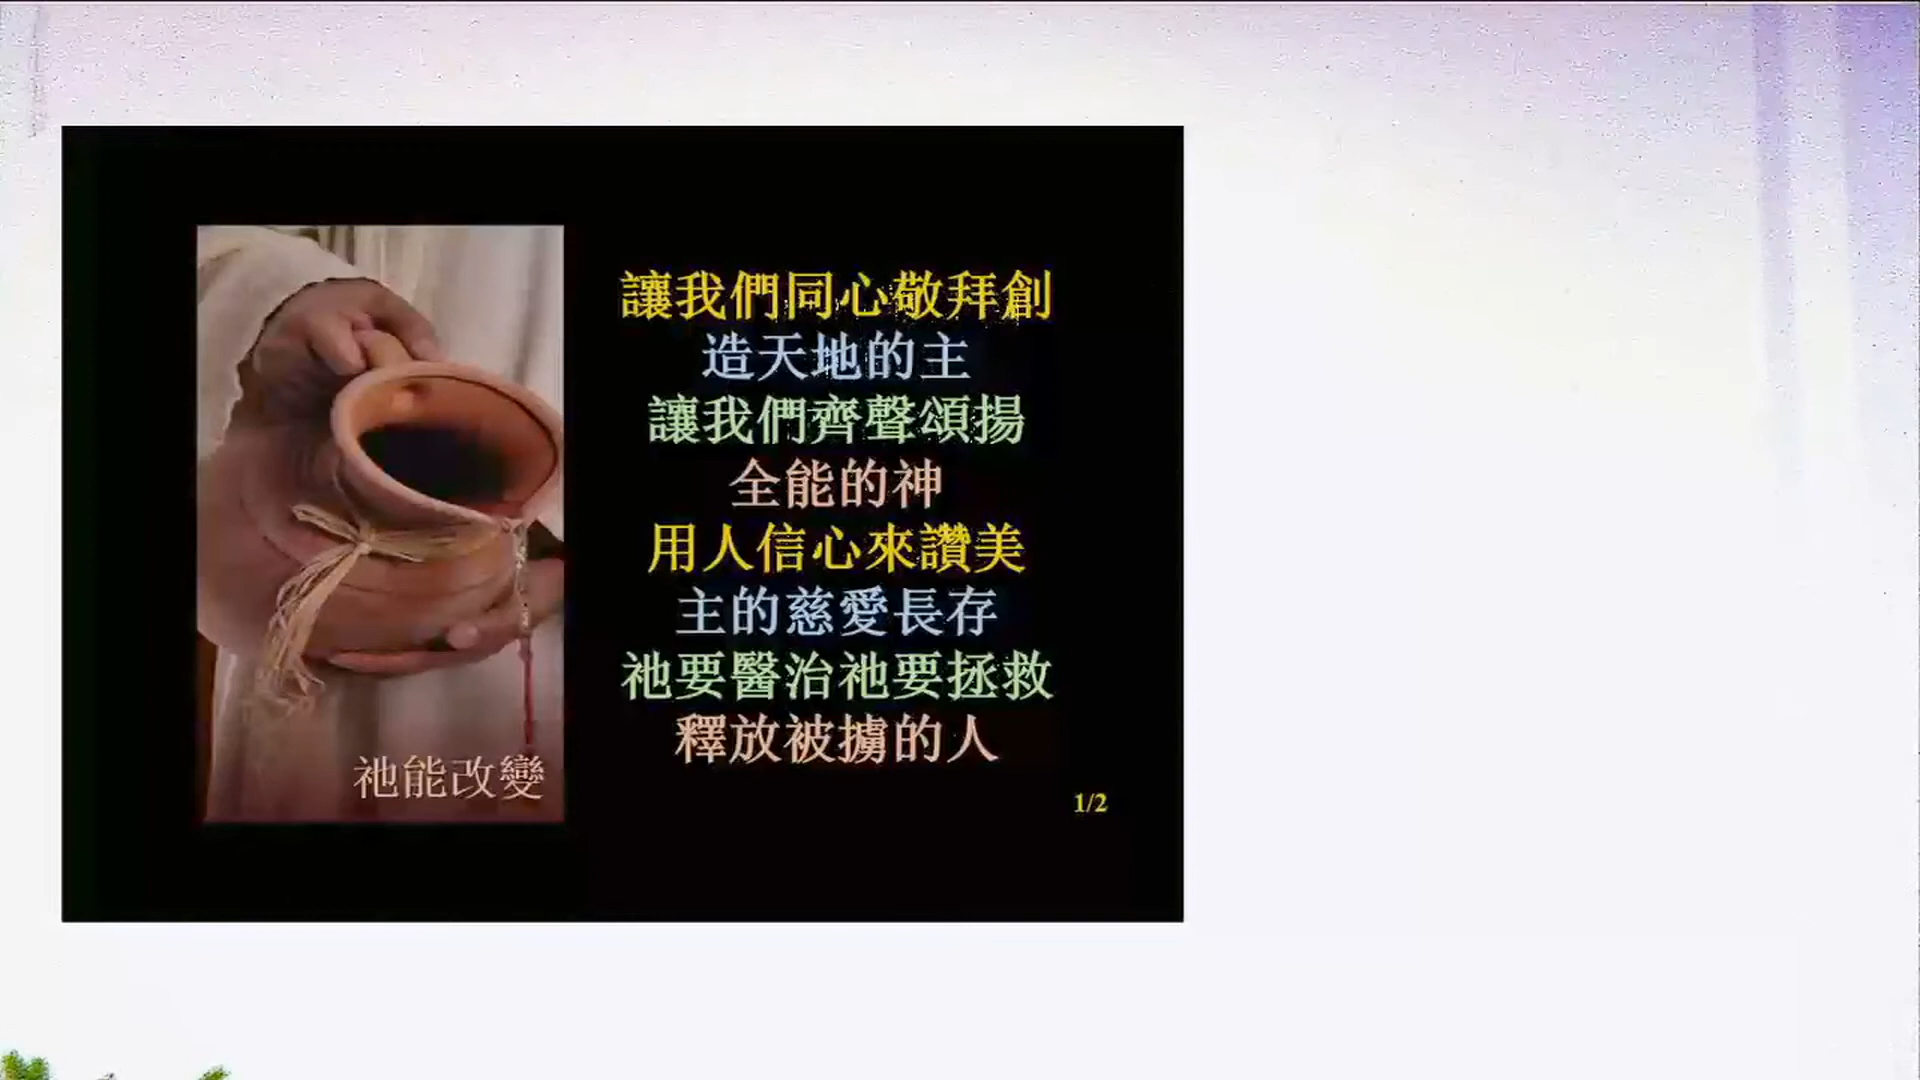 讓我們同心敬拜創
造天地的主
讓我們齊聲頌揚
全能的神
用人信心來讚美
主的慈愛長存
祂要醫治祂要拯救
釋放被擄的人
祂能改變
1/2